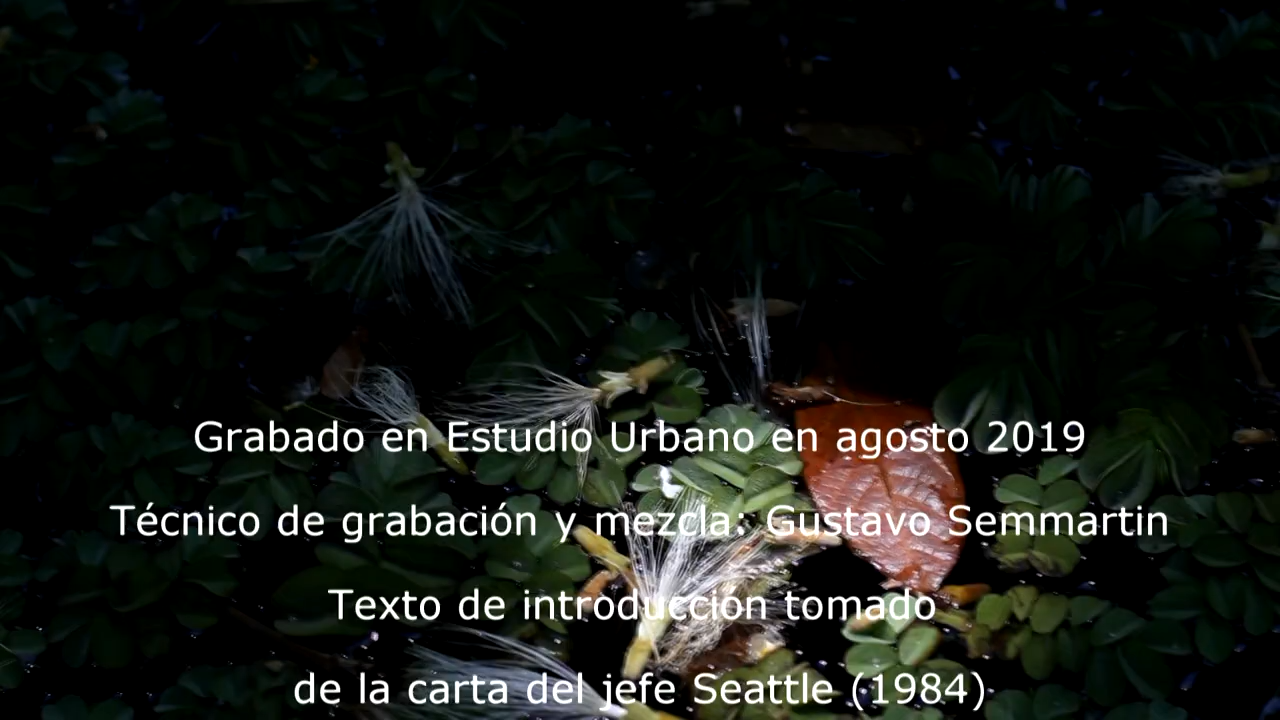 Grabado en Estudio Urbano en agosto 2019
Técnico de grabación y mezcla: Gustavo Semmartin
Texto de introducción tomado
de la carta del jefe Seattle (1984)